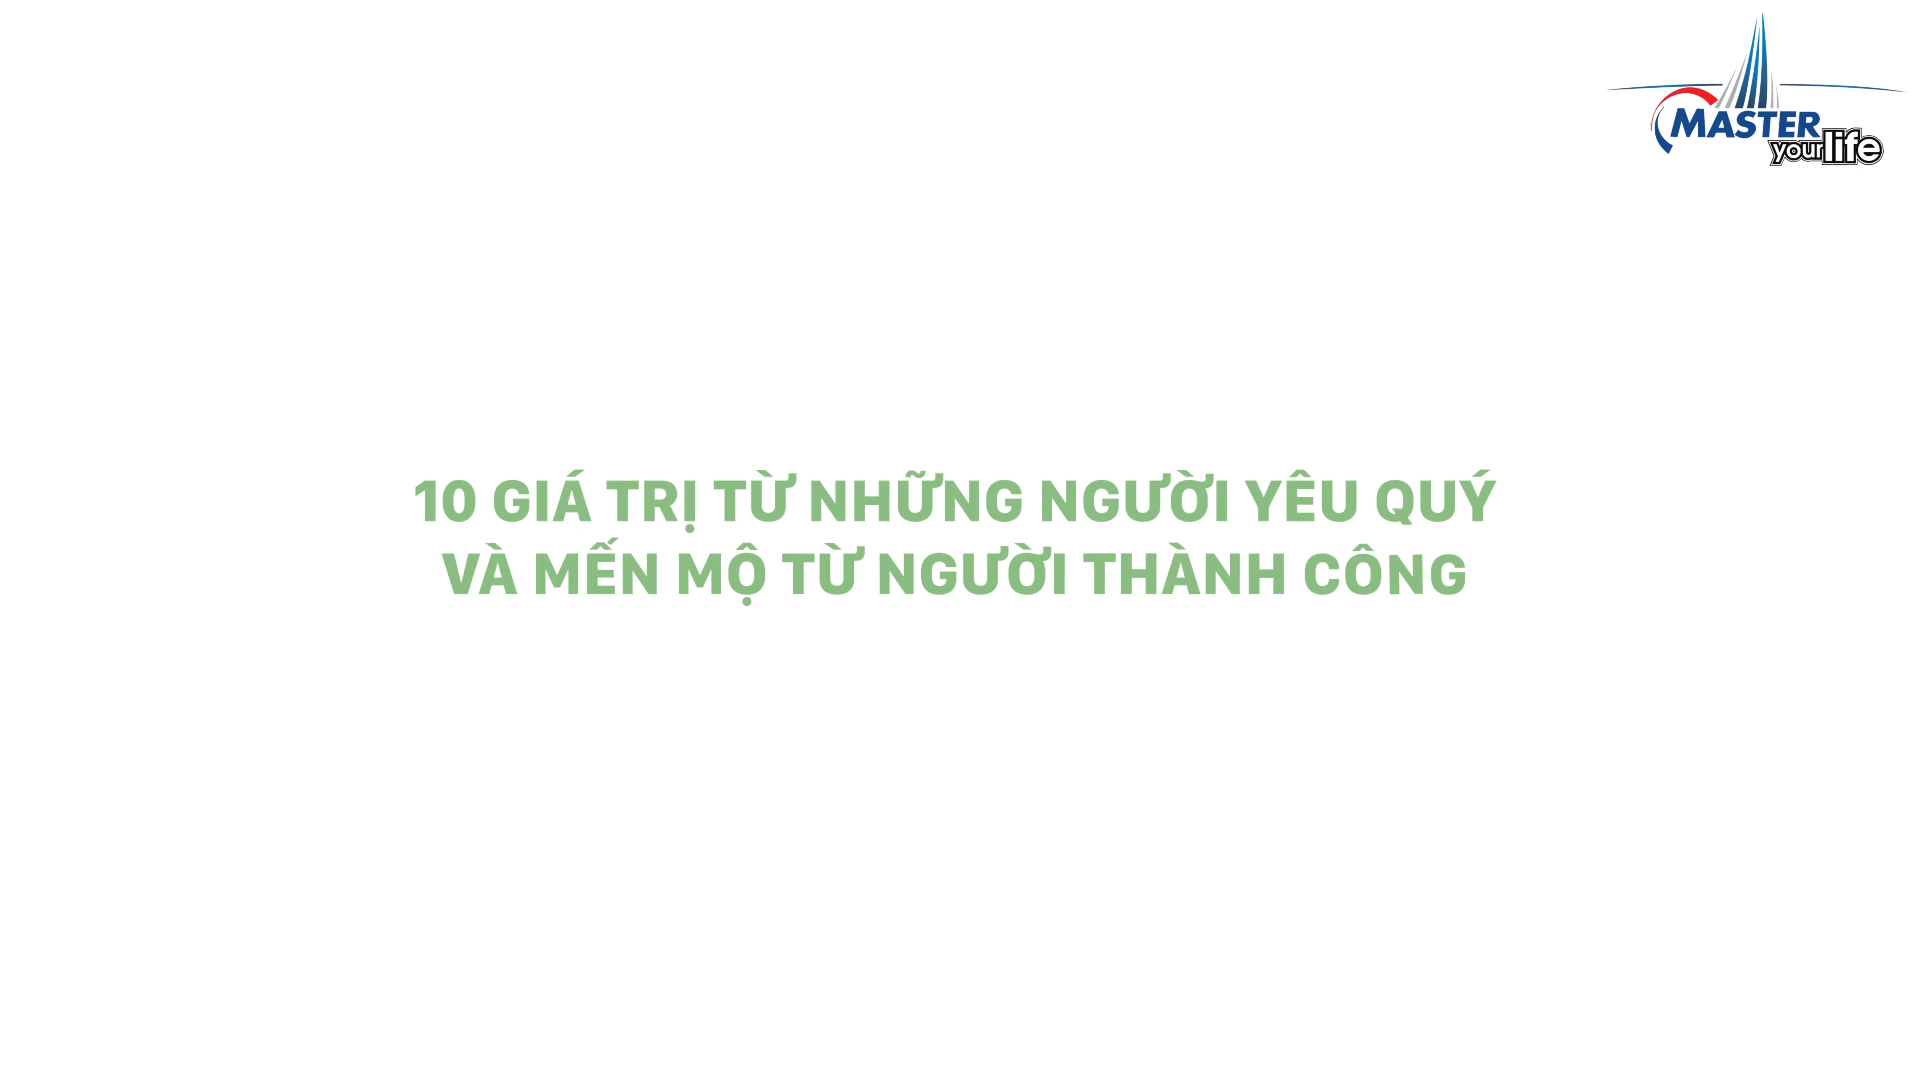 MASTER
your life
10 GIÁ TRỊ TỪ NHỮNG NGƯỜI YÊU QUÝ
VÀ MẾN MỘ TỪ NGƯỜI THÀNH CÔNG